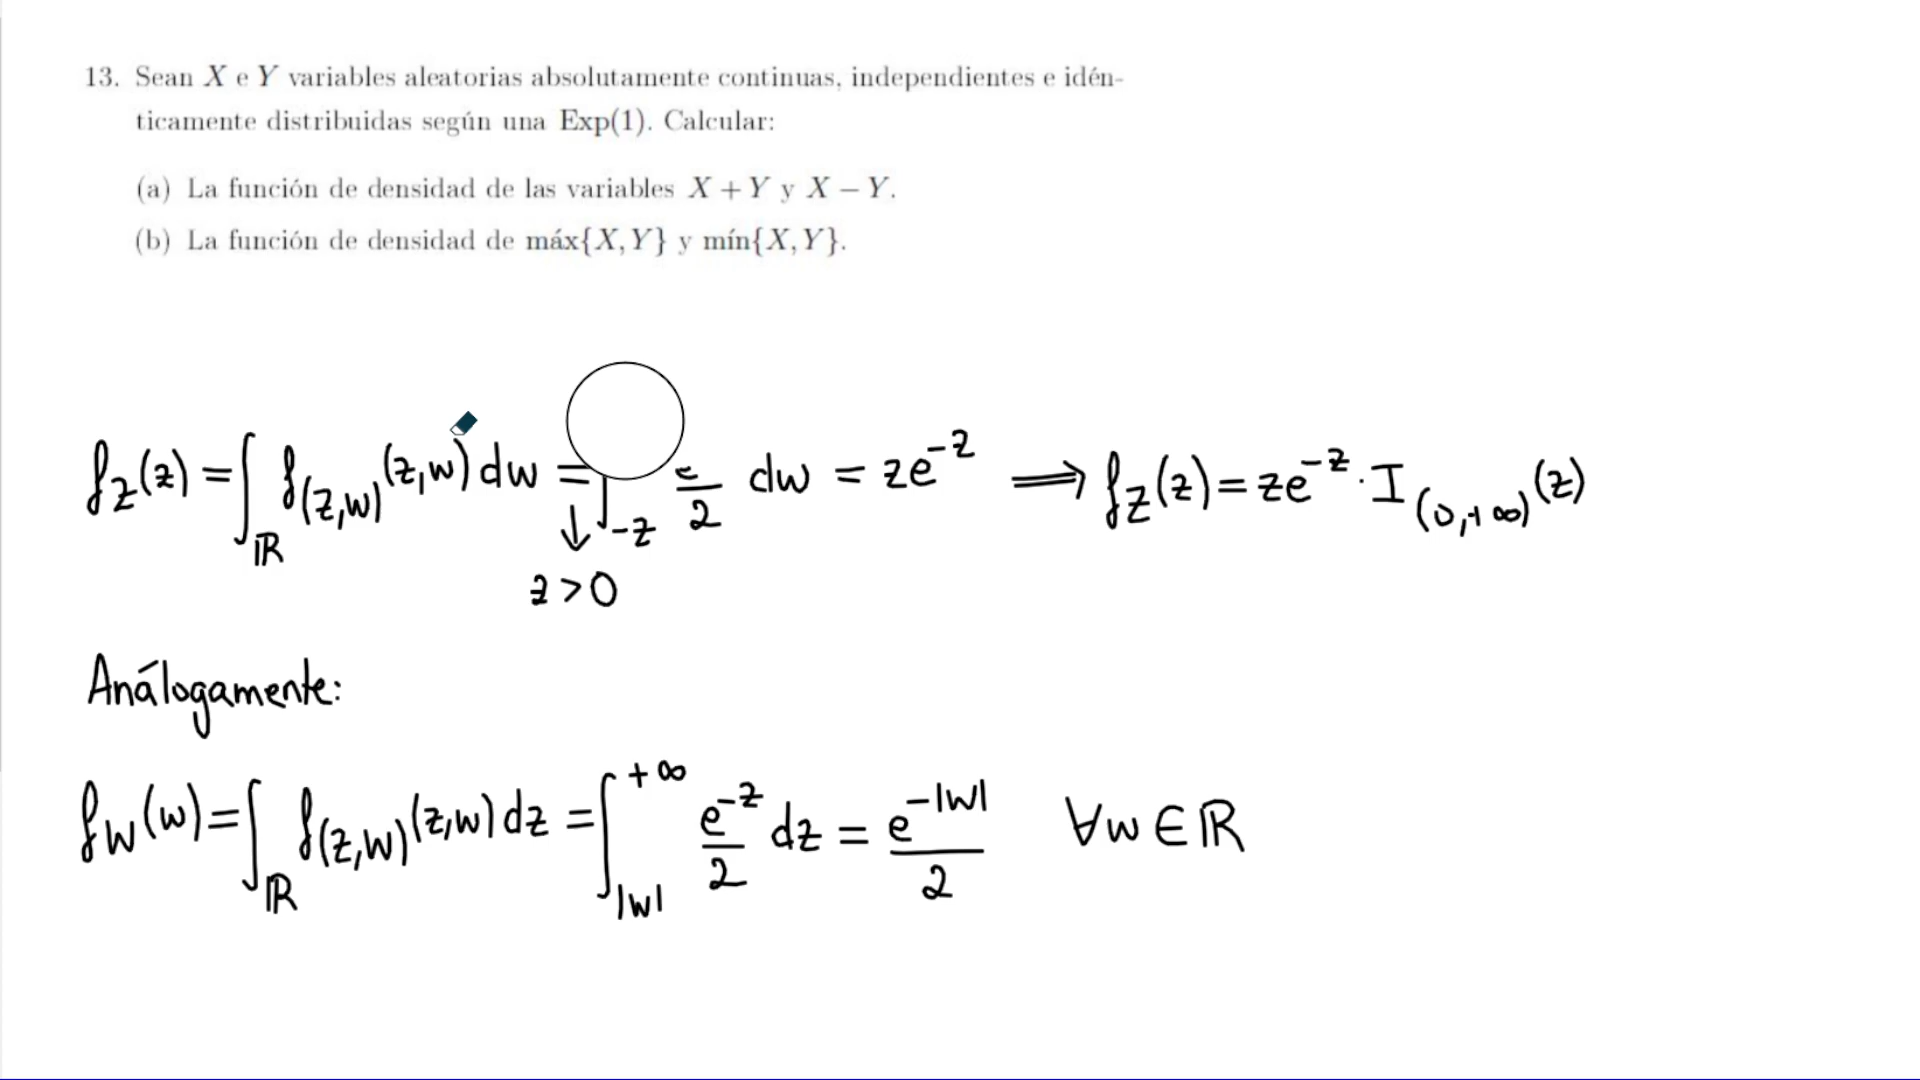 13. Sean X e Y variables aleatorias absolutamente continuas, independientes e idén-
ticamente distribuidas según una Exp(1). Calcular:
(a) La función de densidad de las variables X + Y y X − Y.
(b) La función de densidad de máx{X, Y} y mín{X, Y}.
f_Z(z) = ∫_ℝ f_(Z,W)(z,w) dw = ∫_{-z} /2 dw = ze^{-z} ⟹ f_Z(z) = ze^{-z} · I_(0,+∞)(z)
↓
z > 0
Análogamente:
f_W(w) = ∫_ℝ f_(Z,W)(z,w) dz = ∫_{|w|}^{+∞} e^{-z}/2 dz = e^{-|w|}/2 ∀w ∈ ℝ